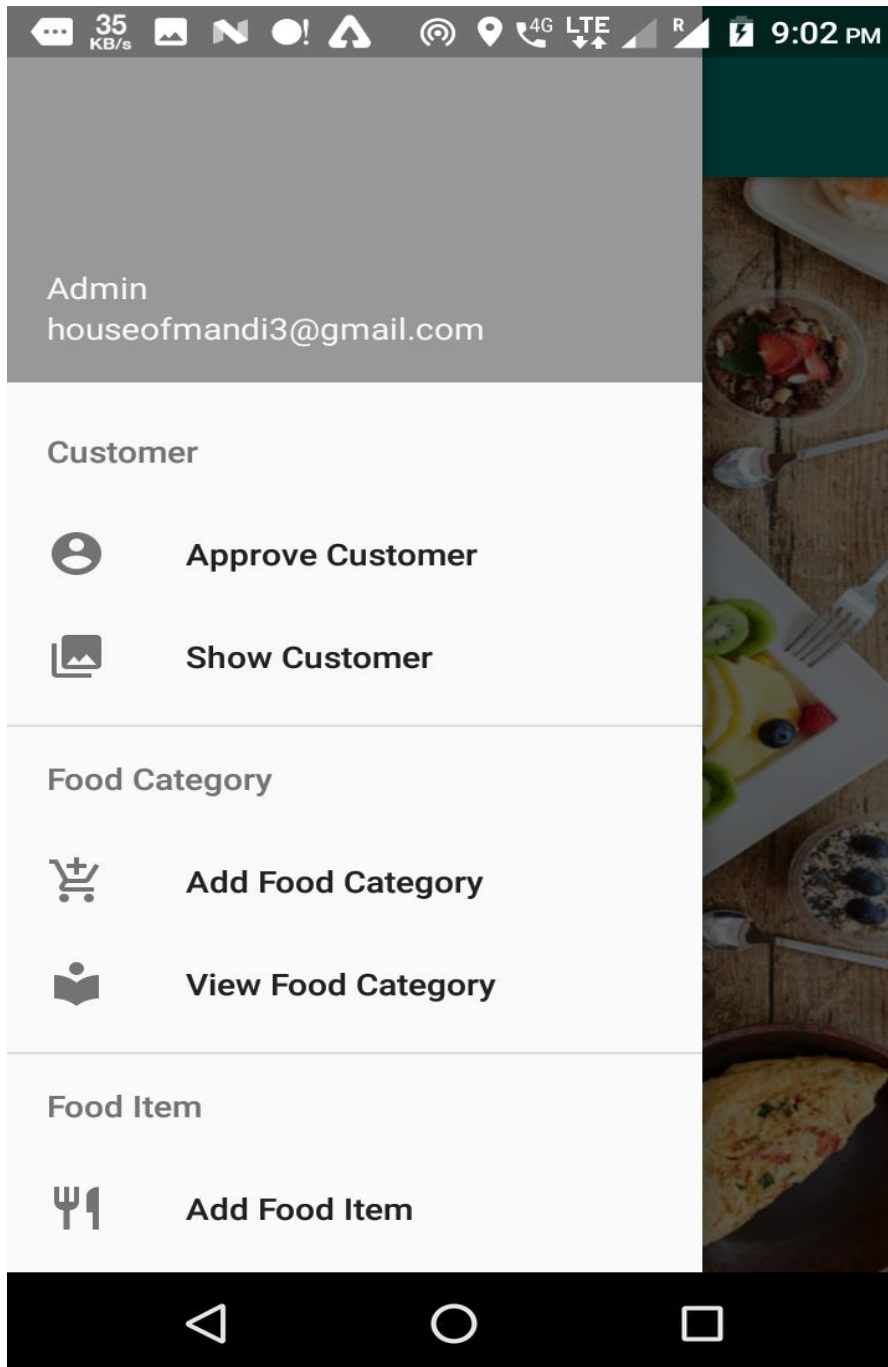 35
KB/s
4G
LTE
R
9:02 PM
Admin
houseofmandi3@gmail.com
Customer
Approve Customer
Show Customer
Food Category
Add Food Category
View Food Category
Food Item
Add Food Item